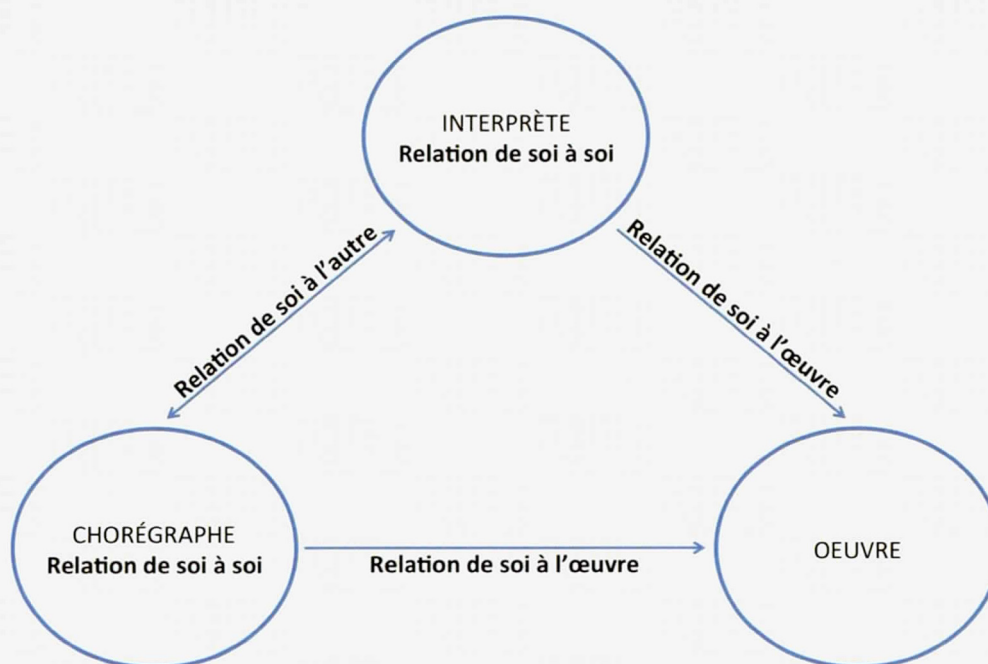 INTERPRÈTE
Relation de soi à soi
Relation de soi à l'autre
Relation de soi à l'œuvre
CHORÉGRAPHE
Relation de soi à soi
Relation de soi à l'œuvre
OEUVRE